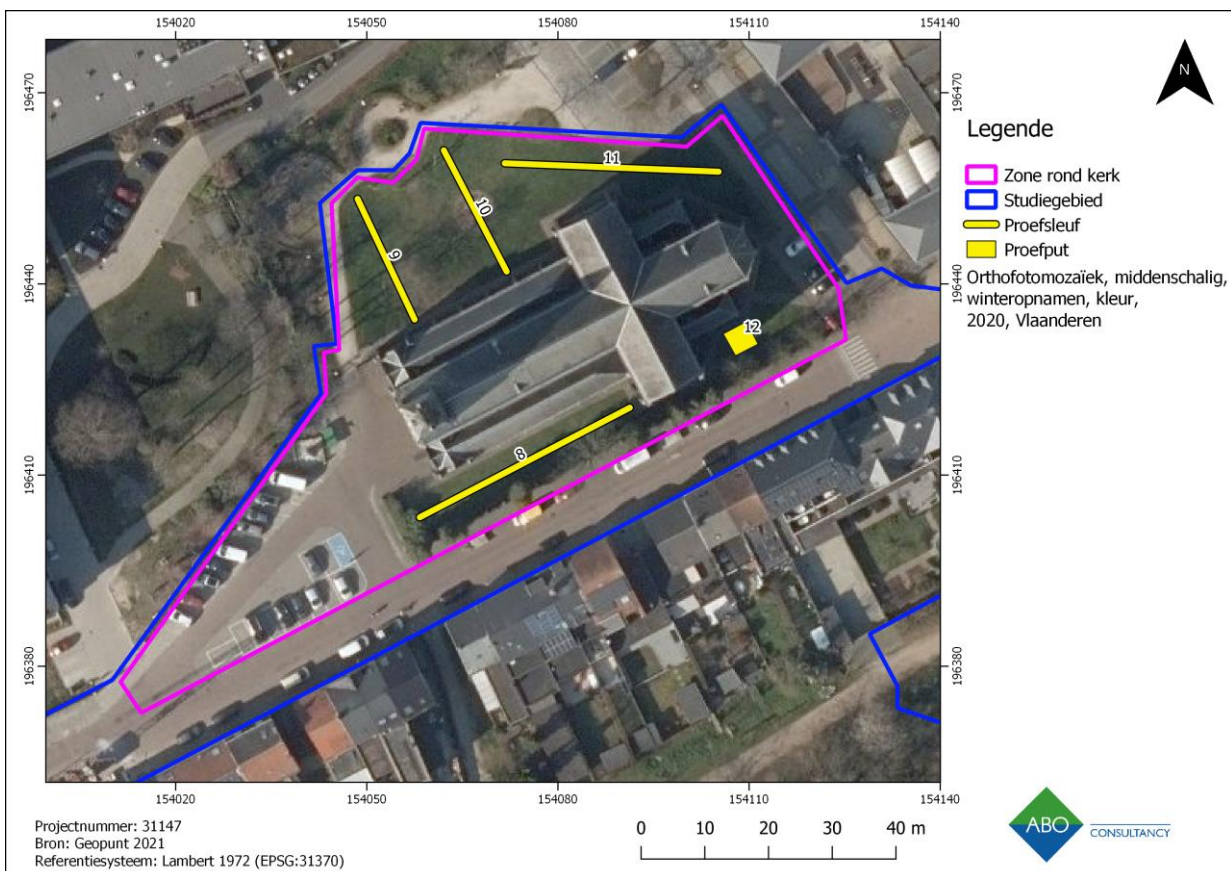 154020 154050 154080 154110 154140
196470 196470
N
Legende
Zone rond kerk
Studiegebied
Proefsleuf
Proefput
Orthofotomozaïek, middenschalig,
winteropnamen, kleur,
2020, Vlaanderen
11
10
9
196440 196440
12
8
196410 196410
196380 196380
154020 154050 154080 154110 154140
Projectnummer: 31147
Bron: Geopunt 2021
Referentiesysteem: Lambert 1972 (EPSG:31370)
0 10 20 30 40 m
ABO
CONSULTANCY